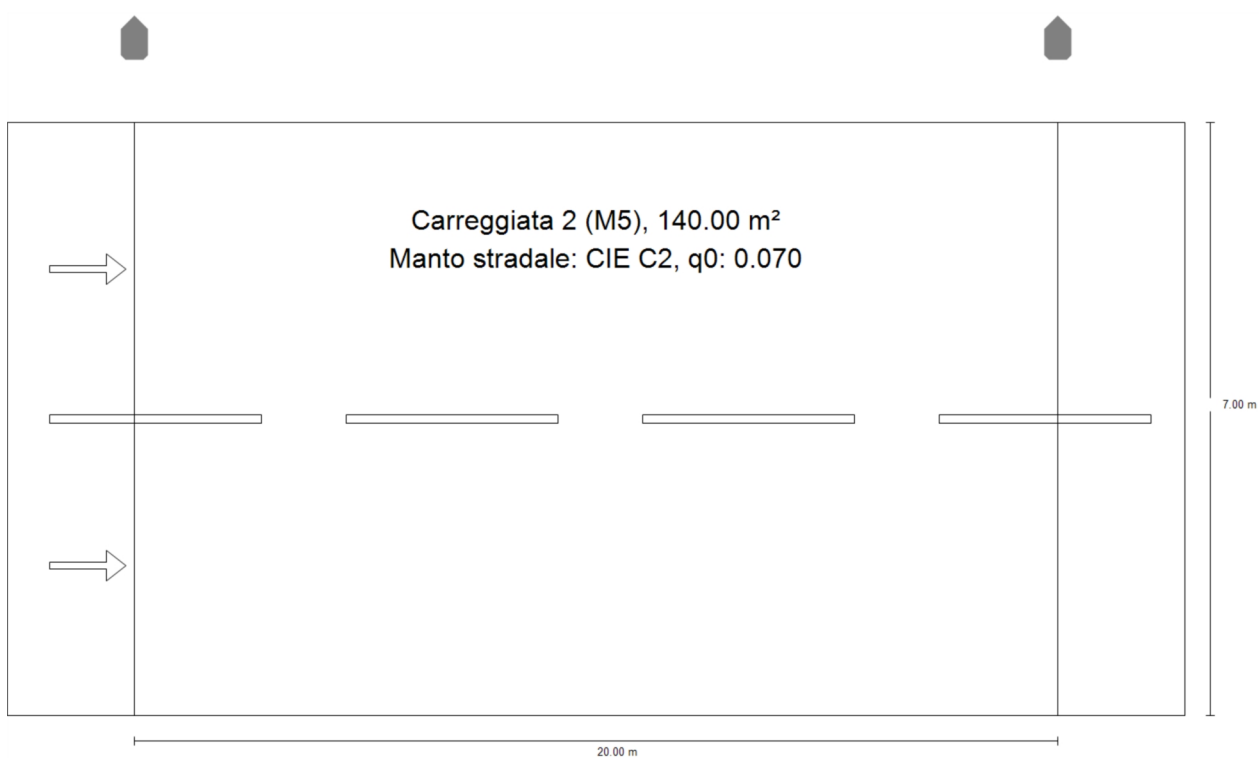 Carreggiata 2 (M5), 140.00 m²
Manto stradale: CIE C2, q0: 0.070
7.00 m
20.00 m